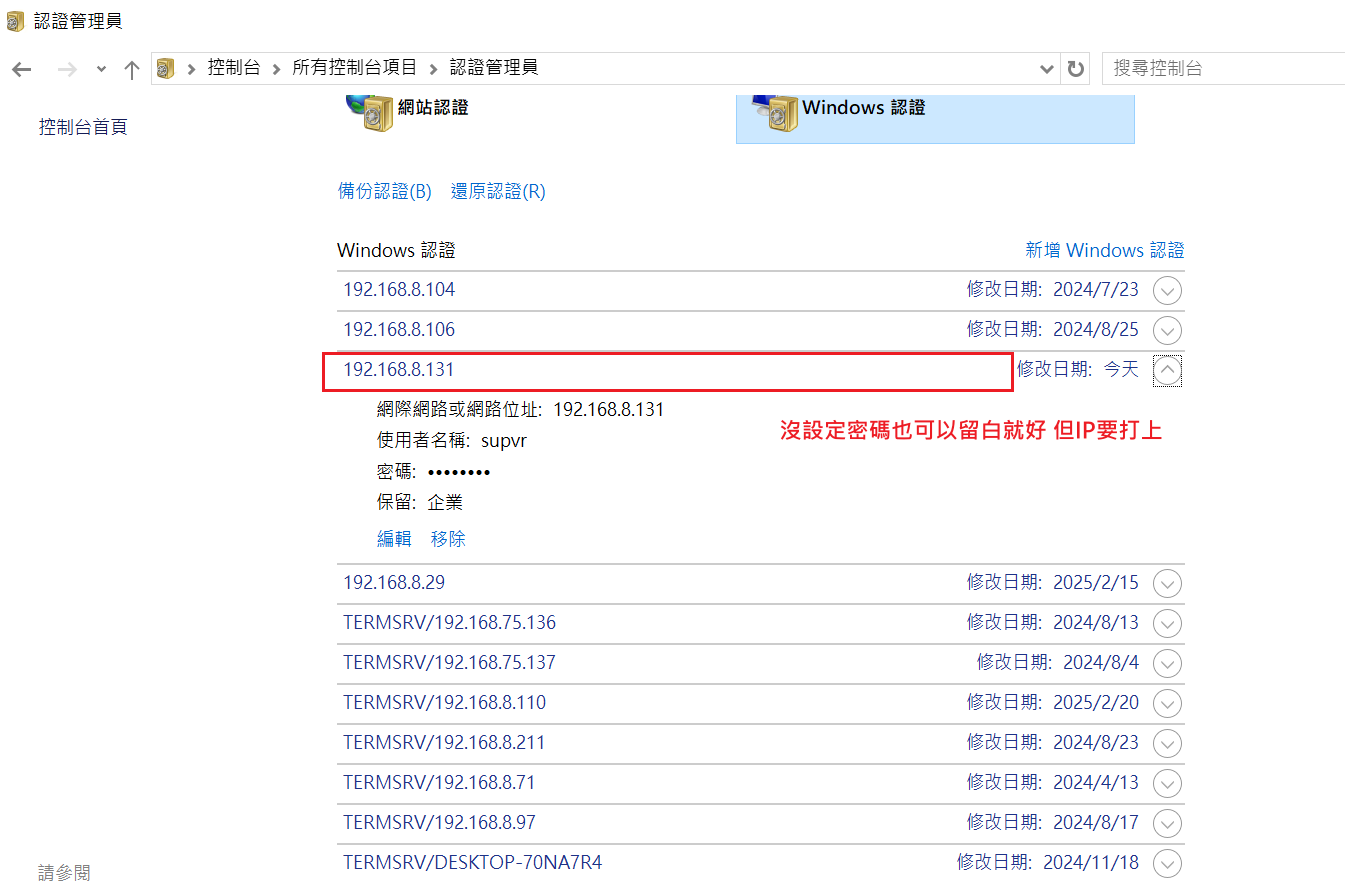 認證管理員
控制台 > 所有控制台項目 > 認證管理員
搜尋控制台
控制台首頁
網站認證
Windows 認證
備份認證(B) 還原認證(R)
Windows 認證 新增 Windows 認證
192.168.8.104 修改日期: 2024/7/23
192.168.8.106 修改日期: 2024/8/25
192.168.8.131 修改日期: 今天
網際網路或網路位址: 192.168.8.131
沒設定密碼也可以留白就好 但IP要打上
使用者名稱: supvr
密碼: ••••••••
保留: 企業
編輯 移除
192.168.8.29 修改日期: 2025/2/15
TERMSRV/192.168.75.136 修改日期: 2024/8/13
TERMSRV/192.168.75.137 修改日期: 2024/8/4
TERMSRV/192.168.8.110 修改日期: 2025/2/20
TERMSRV/192.168.8.211 修改日期: 2024/8/23
TERMSRV/192.168.8.71 修改日期: 2024/4/13
TERMSRV/192.168.8.97 修改日期: 2024/8/17
TERMSRV/DESKTOP-70NA7R4 修改日期: 2024/11/18
請參閱